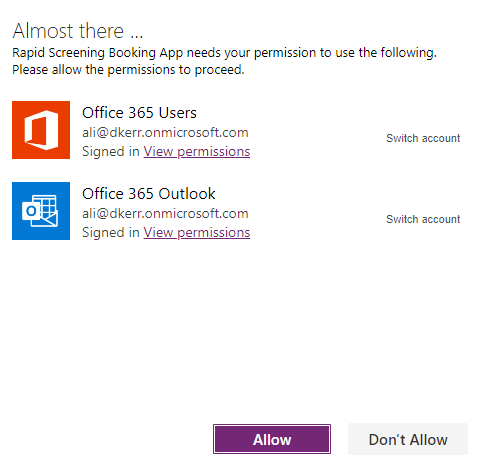 Almost there ...
Rapid Screening Booking App needs your permission to use the following.
Please allow the permissions to proceed.
Office 365 Users
ali@dkerr.onmicrosoft.com
Signed in View permissions
Switch account
Office 365 Outlook
ali@dkerr.onmicrosoft.com
Signed in View permissions
Switch account
Allow
Don't Allow